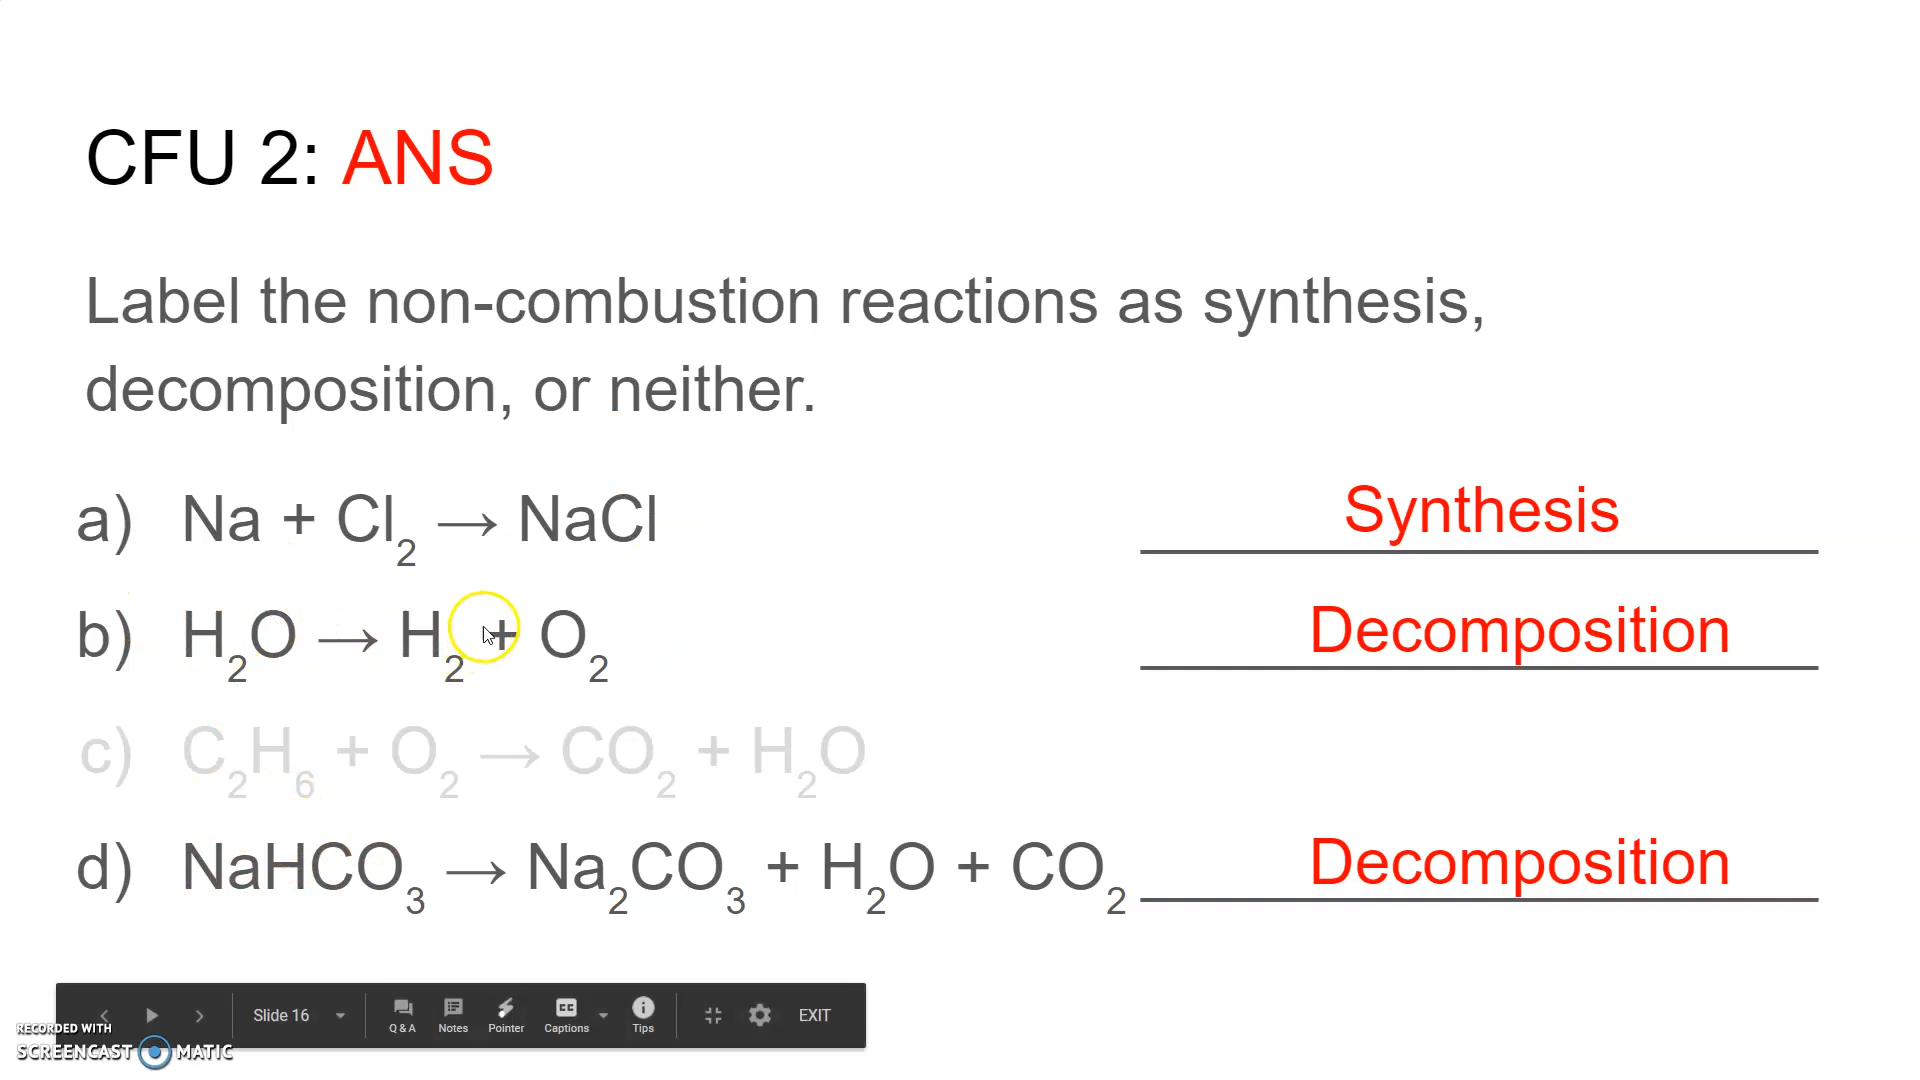 CFU 2: ANS
Label the non-combustion reactions as synthesis,
decomposition, or neither.
a) Na + Cl₂ → NaCl Synthesis
b) H₂O → H₂ + O₂ Decomposition
c) C₂H₆ + O₂ → CO₂ + H₂O
d) NaHCO₃ → Na₂CO₃ + H₂O + CO₂ Decomposition
Slide 16 Q & A Notes Pointer CC Captions Tips EXIT
RECORDED WITH
SCREENCAST MATIC